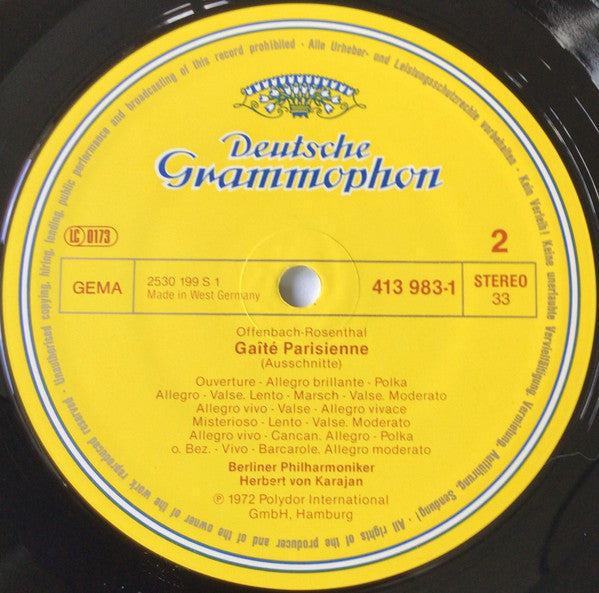 Unauthorised copying, hiring, lending, public performance and broadcasting of this record prohibited · Alle Urheber- und Leistungsschutzrechte vorbehalten · Kein Verleih! Keine unerlaubte Vervielfältigung, Vermietung, Aufführung, Sendung! · All rights of the producer and of the owner of the work reproduced reserved ·
Deutsche
Grammophon
LC 0173
2
GEMA
2530 199 S 1
Made in West Germany
413 983-1
STEREO
33
Offenbach-Rosenthal
Gaîté Parisienne
(Ausschnitte)
Ouverture · Allegro brillante · Polka
Allegro · Valse. Lento · Marsch · Valse. Moderato
Allegro vivo · Valse · Allegro vivace
Misterioso · Lento · Valse. Moderato
Allegro vivo · Cancan. Allegro · Polka
o. Bez. · Vivo · Barcarole. Allegro moderato
Berliner Philharmoniker
Herbert von Karajan
℗ 1972 Polydor International
GmbH, Hamburg